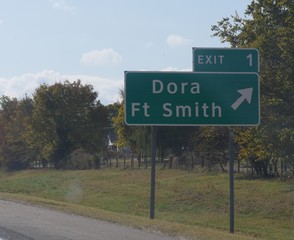 EXIT 1
Dora
Ft Smith